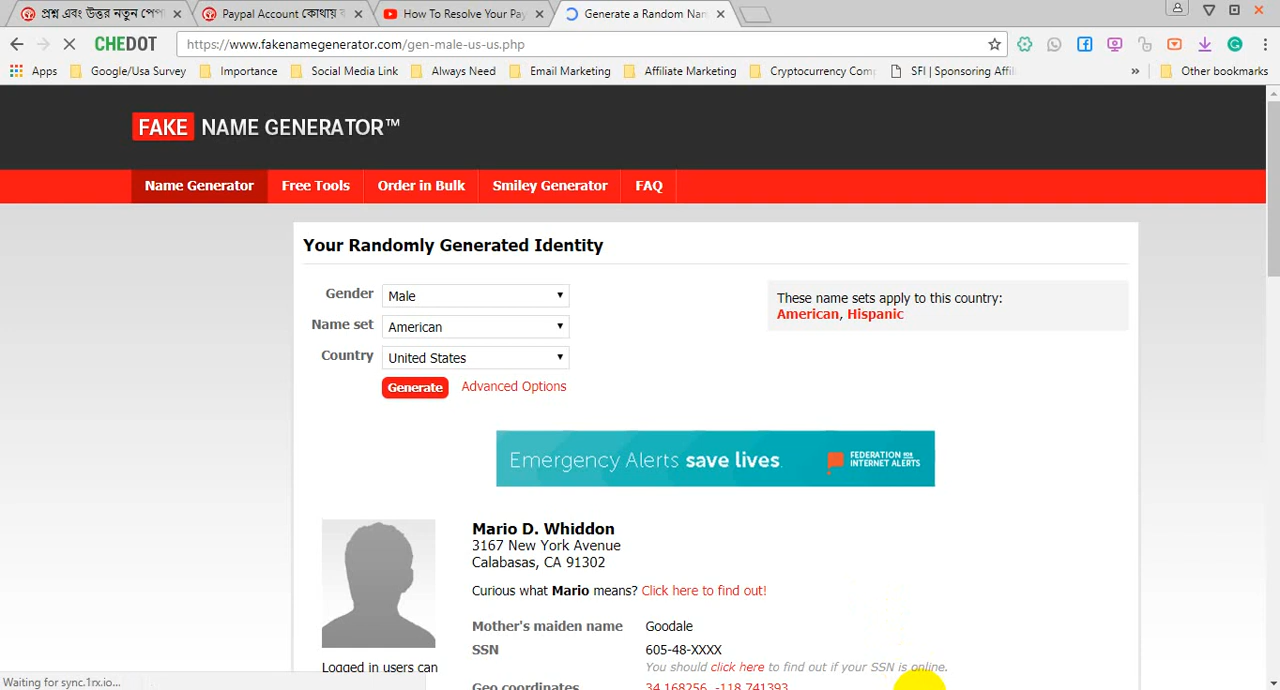 প্রশ্ন এবং উত্তর নতুন পেপ
Paypal Account কোথায় ব
How To Resolve Your Pay
Generate a Random Nam
CHEDOT
https://www.fakenamegenerator.com/gen-male-us-us.php
Apps
Google/Usa Survey
Importance
Social Media Link
Always Need
Email Marketing
Affiliate Marketing
Cryptocurrency Com
SFI | Sponsoring Affil
»
Other bookmarks
FAKE NAME GENERATOR™
Name Generator
Free Tools
Order in Bulk
Smiley Generator
FAQ
Your Randomly Generated Identity
Gender
Male
Name set
American
Country
United States
Generate
Advanced Options
These name sets apply to this country:
American, Hispanic
Emergency Alerts save lives.
FEDERATION FOR
INTERNET ALERTS
Mario D. Whiddon
3167 New York Avenue
Calabasas, CA 91302
Curious what Mario means? Click here to find out!
Mother's maiden name
Goodale
SSN
605-48-XXXX
You should click here to find out if your SSN is online.
Geo coordinates
34.168256, -118.741393
Logged in users can
Waiting for sync.1rx.io...